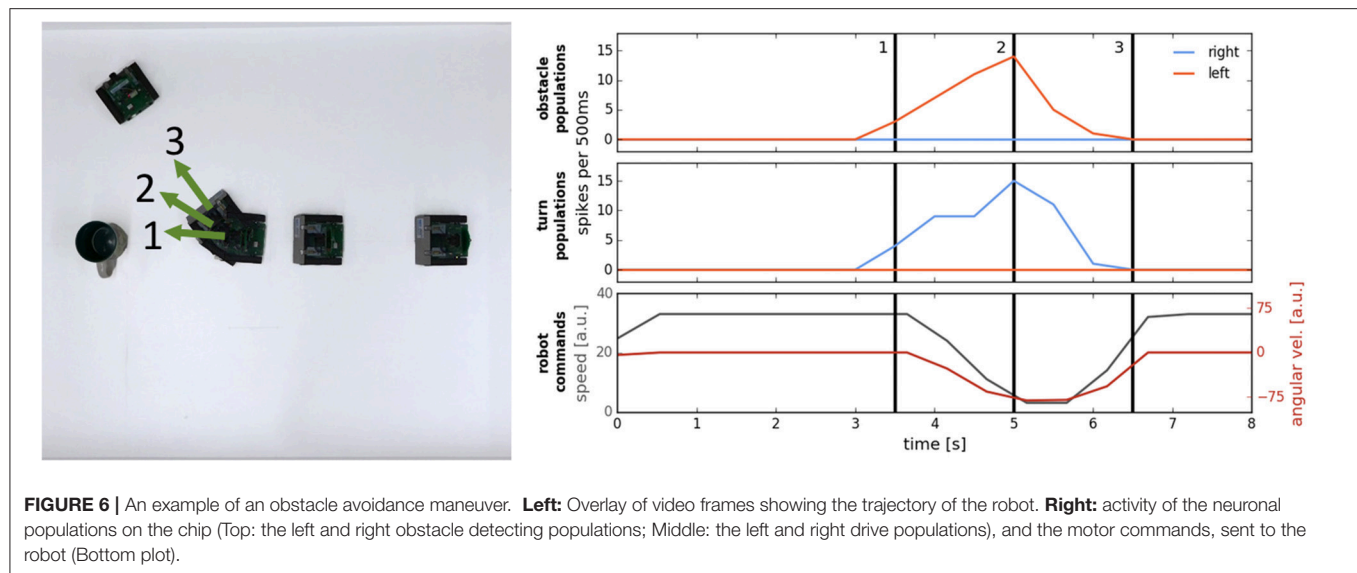 3
2
1
obstacle
populations
turn
populations
spikes per 500ms
robot
commands
speed [a.u.]
15
10
5
0
1
2
3
right
left
15
10
5
0
40
20
0
75
0
−75
angular vel. [a.u.]
0 1 2 3 4 5 6 7 8
time [s]
FIGURE 6 | An example of an obstacle avoidance maneuver. Left: Overlay of video frames showing the trajectory of the robot. Right: activity of the neuronal
populations on the chip (Top: the left and right obstacle detecting populations; Middle: the left and right drive populations), and the motor commands, sent to the
robot (Bottom plot).